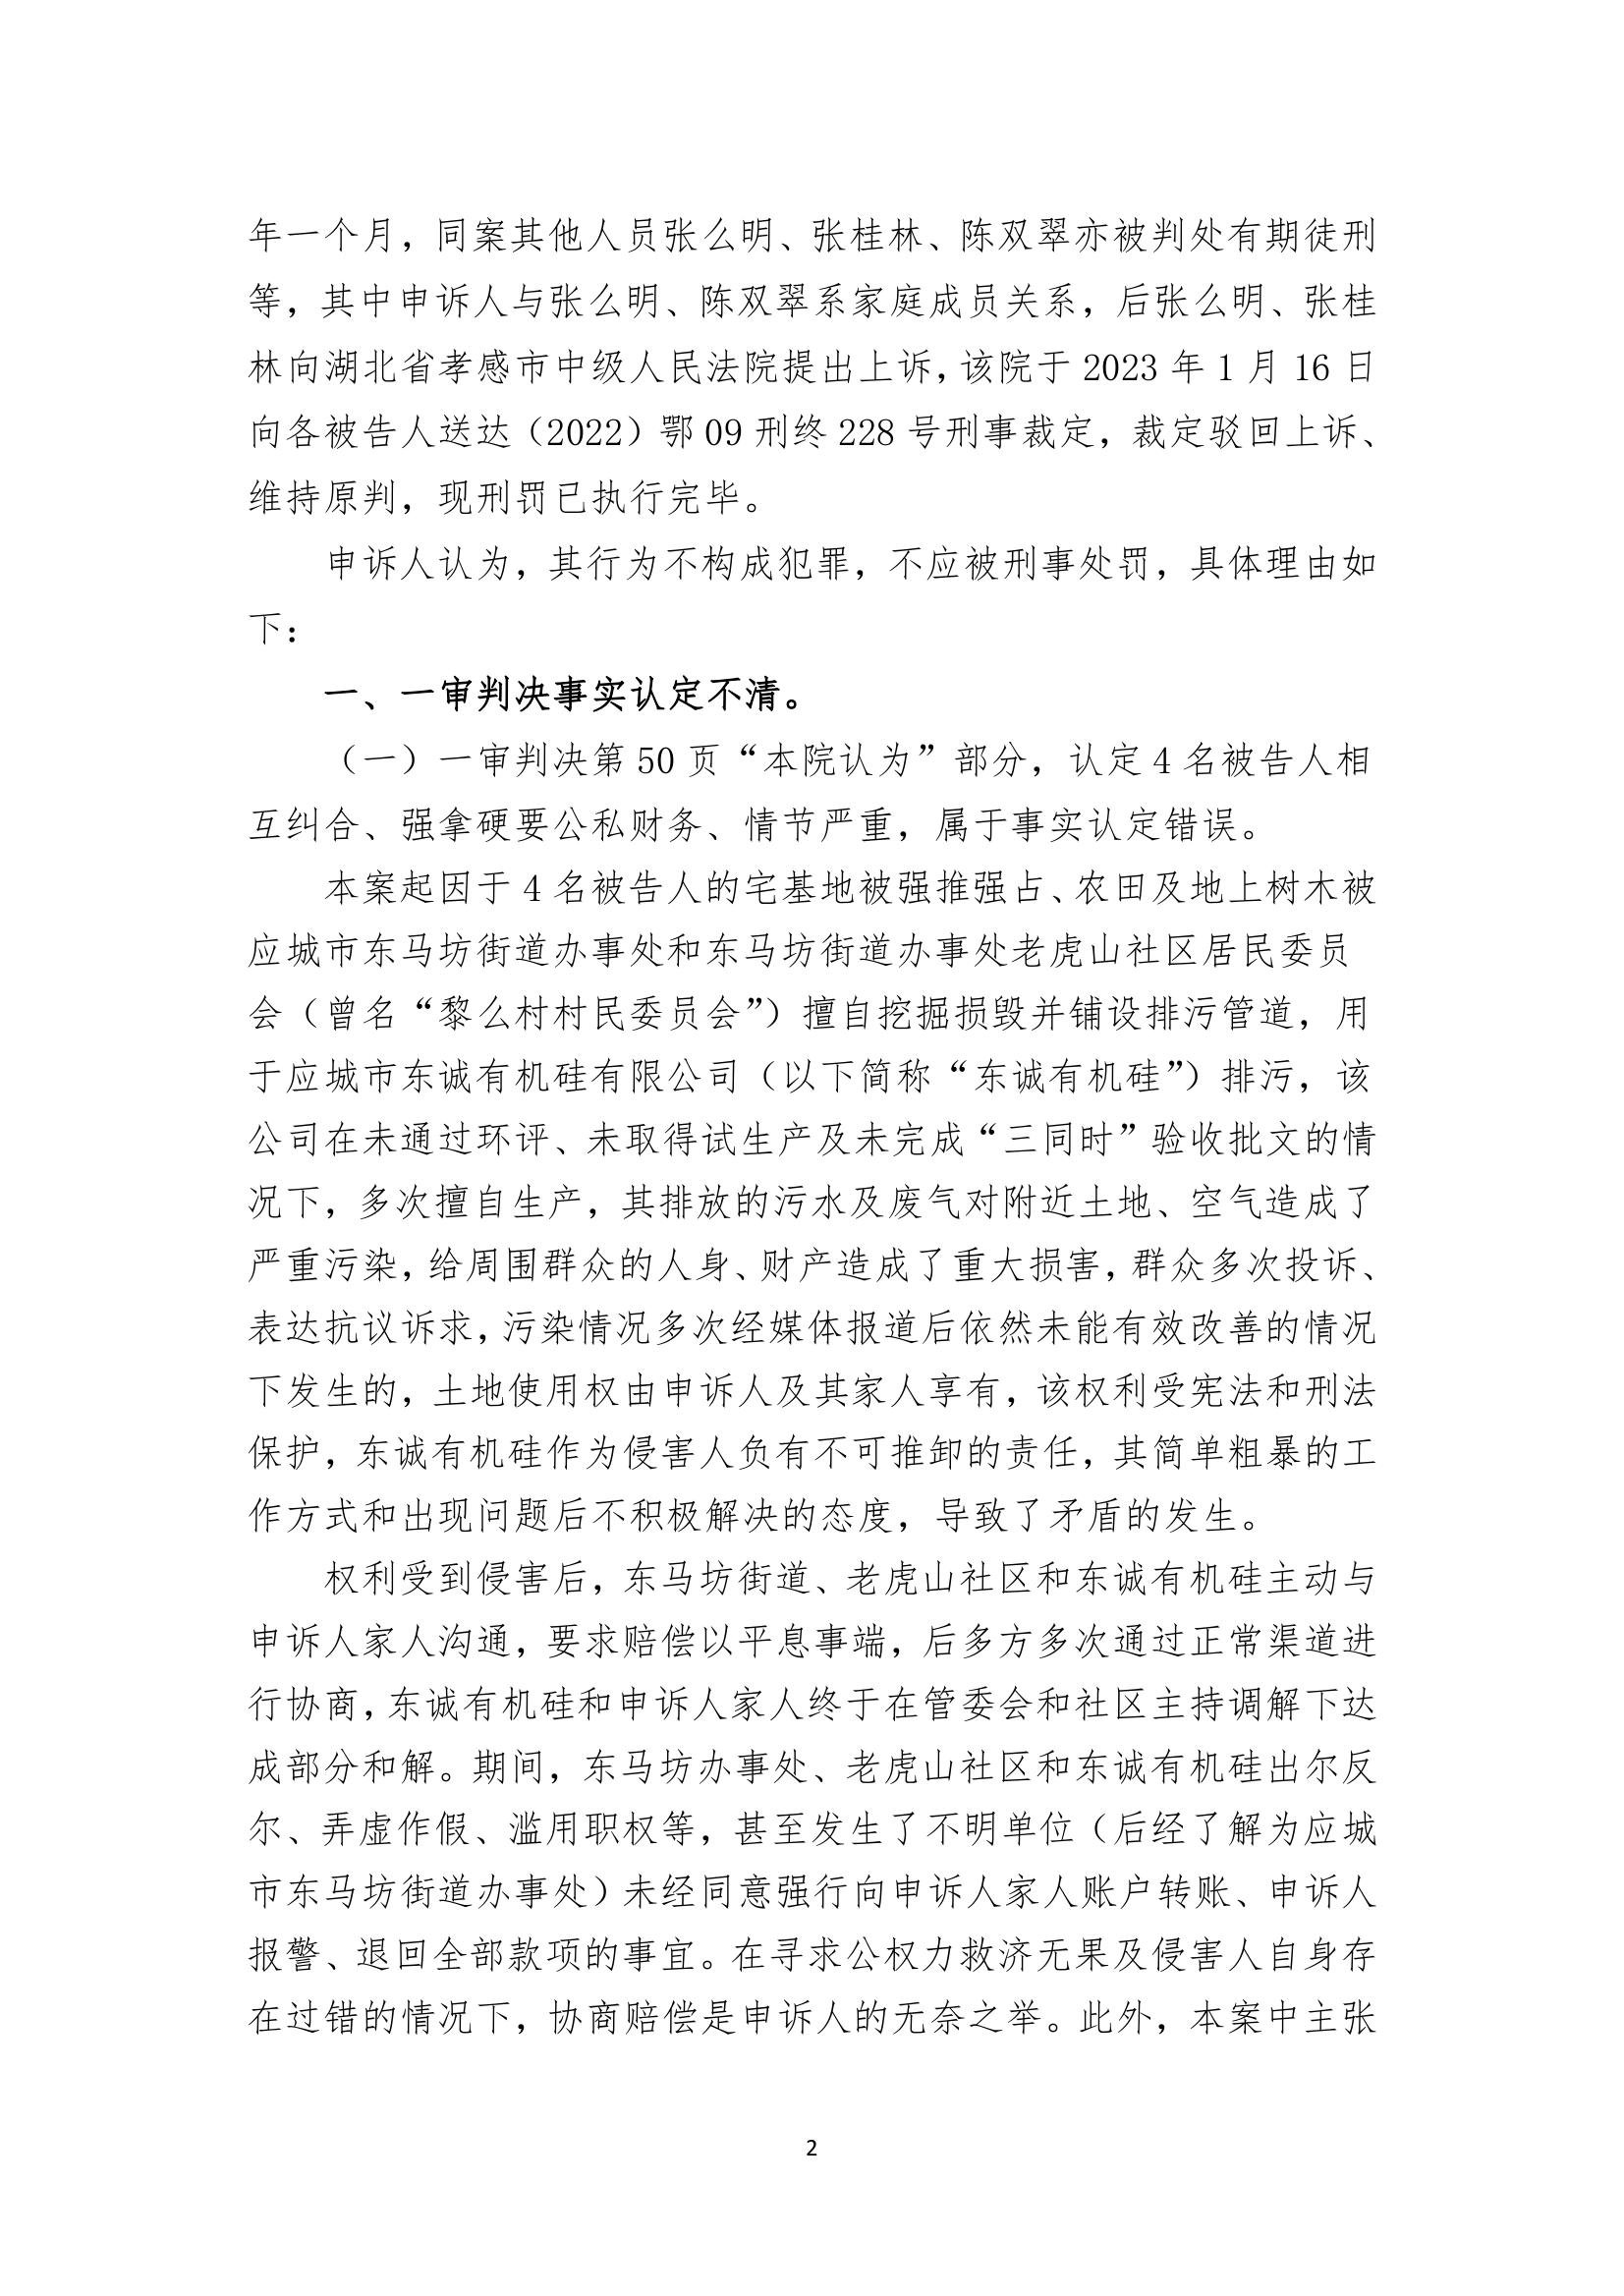 年一个月，同案其他人员张么明、张桂林、陈双翠亦被判处有期徒刑
等，其中申诉人与张么明、陈双翠系家庭成员关系，后张么明、张桂
林向湖北省孝感市中级人民法院提出上诉，该院于 2023 年 1 月 16 日
向各被告人送达（2022）鄂 09 刑终 228 号刑事裁定，裁定驳回上诉、
维持原判，现刑罚已执行完毕。
申诉人认为，其行为不构成犯罪，不应被刑事处罚，具体理由如
下：
一、一审判决事实认定不清。
（一）一审判决第 50 页“本院认为”部分，认定 4 名被告人相
互纠合、强拿硬要公私财务、情节严重，属于事实认定错误。
本案起因于 4 名被告人的宅基地被强推强占、农田及地上树木被
应城市东马坊街道办事处和东马坊街道办事处老虎山社区居民委员
会（曾名“黎么村村民委员会”）擅自挖掘损毁并铺设排污管道，用
于应城市东诚有机硅有限公司（以下简称“东诚有机硅”）排污，该
公司在未通过环评、未取得试生产及未完成“三同时”验收批文的情
况下，多次擅自生产，其排放的污水及废气对附近土地、空气造成了
严重污染，给周围群众的人身、财产造成了重大损害，群众多次投诉、
表达抗议诉求，污染情况多次经媒体报道后依然未能有效改善的情况
下发生的，土地使用权由申诉人及其家人享有，该权利受宪法和刑法
保护，东诚有机硅作为侵害人负有不可推卸的责任，其简单粗暴的工
作方式和出现问题后不积极解决的态度，导致了矛盾的发生。
权利受到侵害后，东马坊街道、老虎山社区和东诚有机硅主动与
申诉人家人沟通，要求赔偿以平息事端，后多方多次通过正常渠道进
行协商，东诚有机硅和申诉人家人终于在管委会和社区主持调解下达
成部分和解。期间，东马坊办事处、老虎山社区和东诚有机硅出尔反
尔、弄虚作假、滥用职权等，甚至发生了不明单位（后经了解为应城
市东马坊街道办事处）未经同意强行向申诉人家人账户转账、申诉人
报警、退回全部款项的事宜。在寻求公权力救济无果及侵害人自身存
在过错的情况下，协商赔偿是申诉人的无奈之举。此外，本案中主张
2